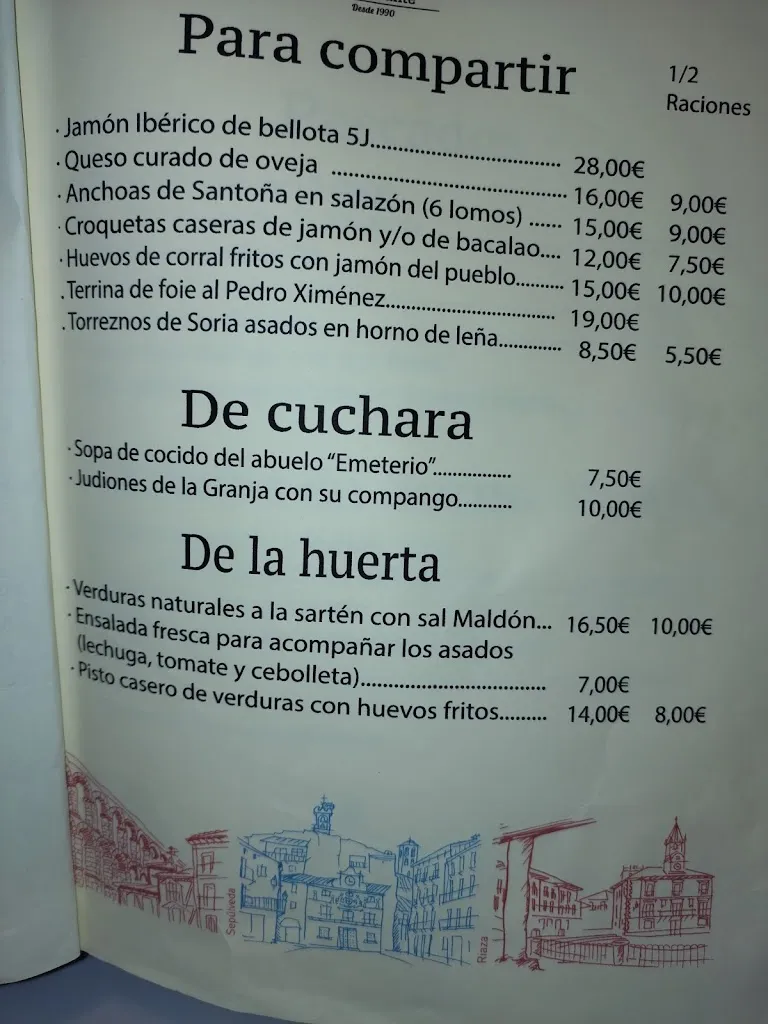 Desde 1990
Para compartir
1/2
Raciones
· Jamón Ibérico de bellota 5J.......................... 28,00€
· Queso curado de oveja .................................. 16,00€ 9,00€
· Anchoas de Santoña en salazón (6 lomos) ...... 15,00€ 9,00€
· Croquetas caseras de jamón y/o de bacalao.... 12,00€ 7,50€
· Huevos de corral fritos con jamón del pueblo......... 15,00€ 10,00€
. Terrina de foie al Pedro Ximénez............................... 19,00€
. Torreznos de Soria asados en horno de leña............ 8,50€ 5,50€
De cuchara
· Sopa de cocido del abuelo "Emeterio"............... 7,50€
· Judiones de la Granja con su compango.......... 10,00€
De la huerta
· Verduras naturales a la sartén con sal Maldón... 16,50€ 10,00€
· Ensalada fresca para acompañar los asados
(lechuga, tomate y cebolleta)................................. 7,00€
· Pisto casero de verduras con huevos fritos......... 14,00€ 8,00€
Sepúlveda
Riaza